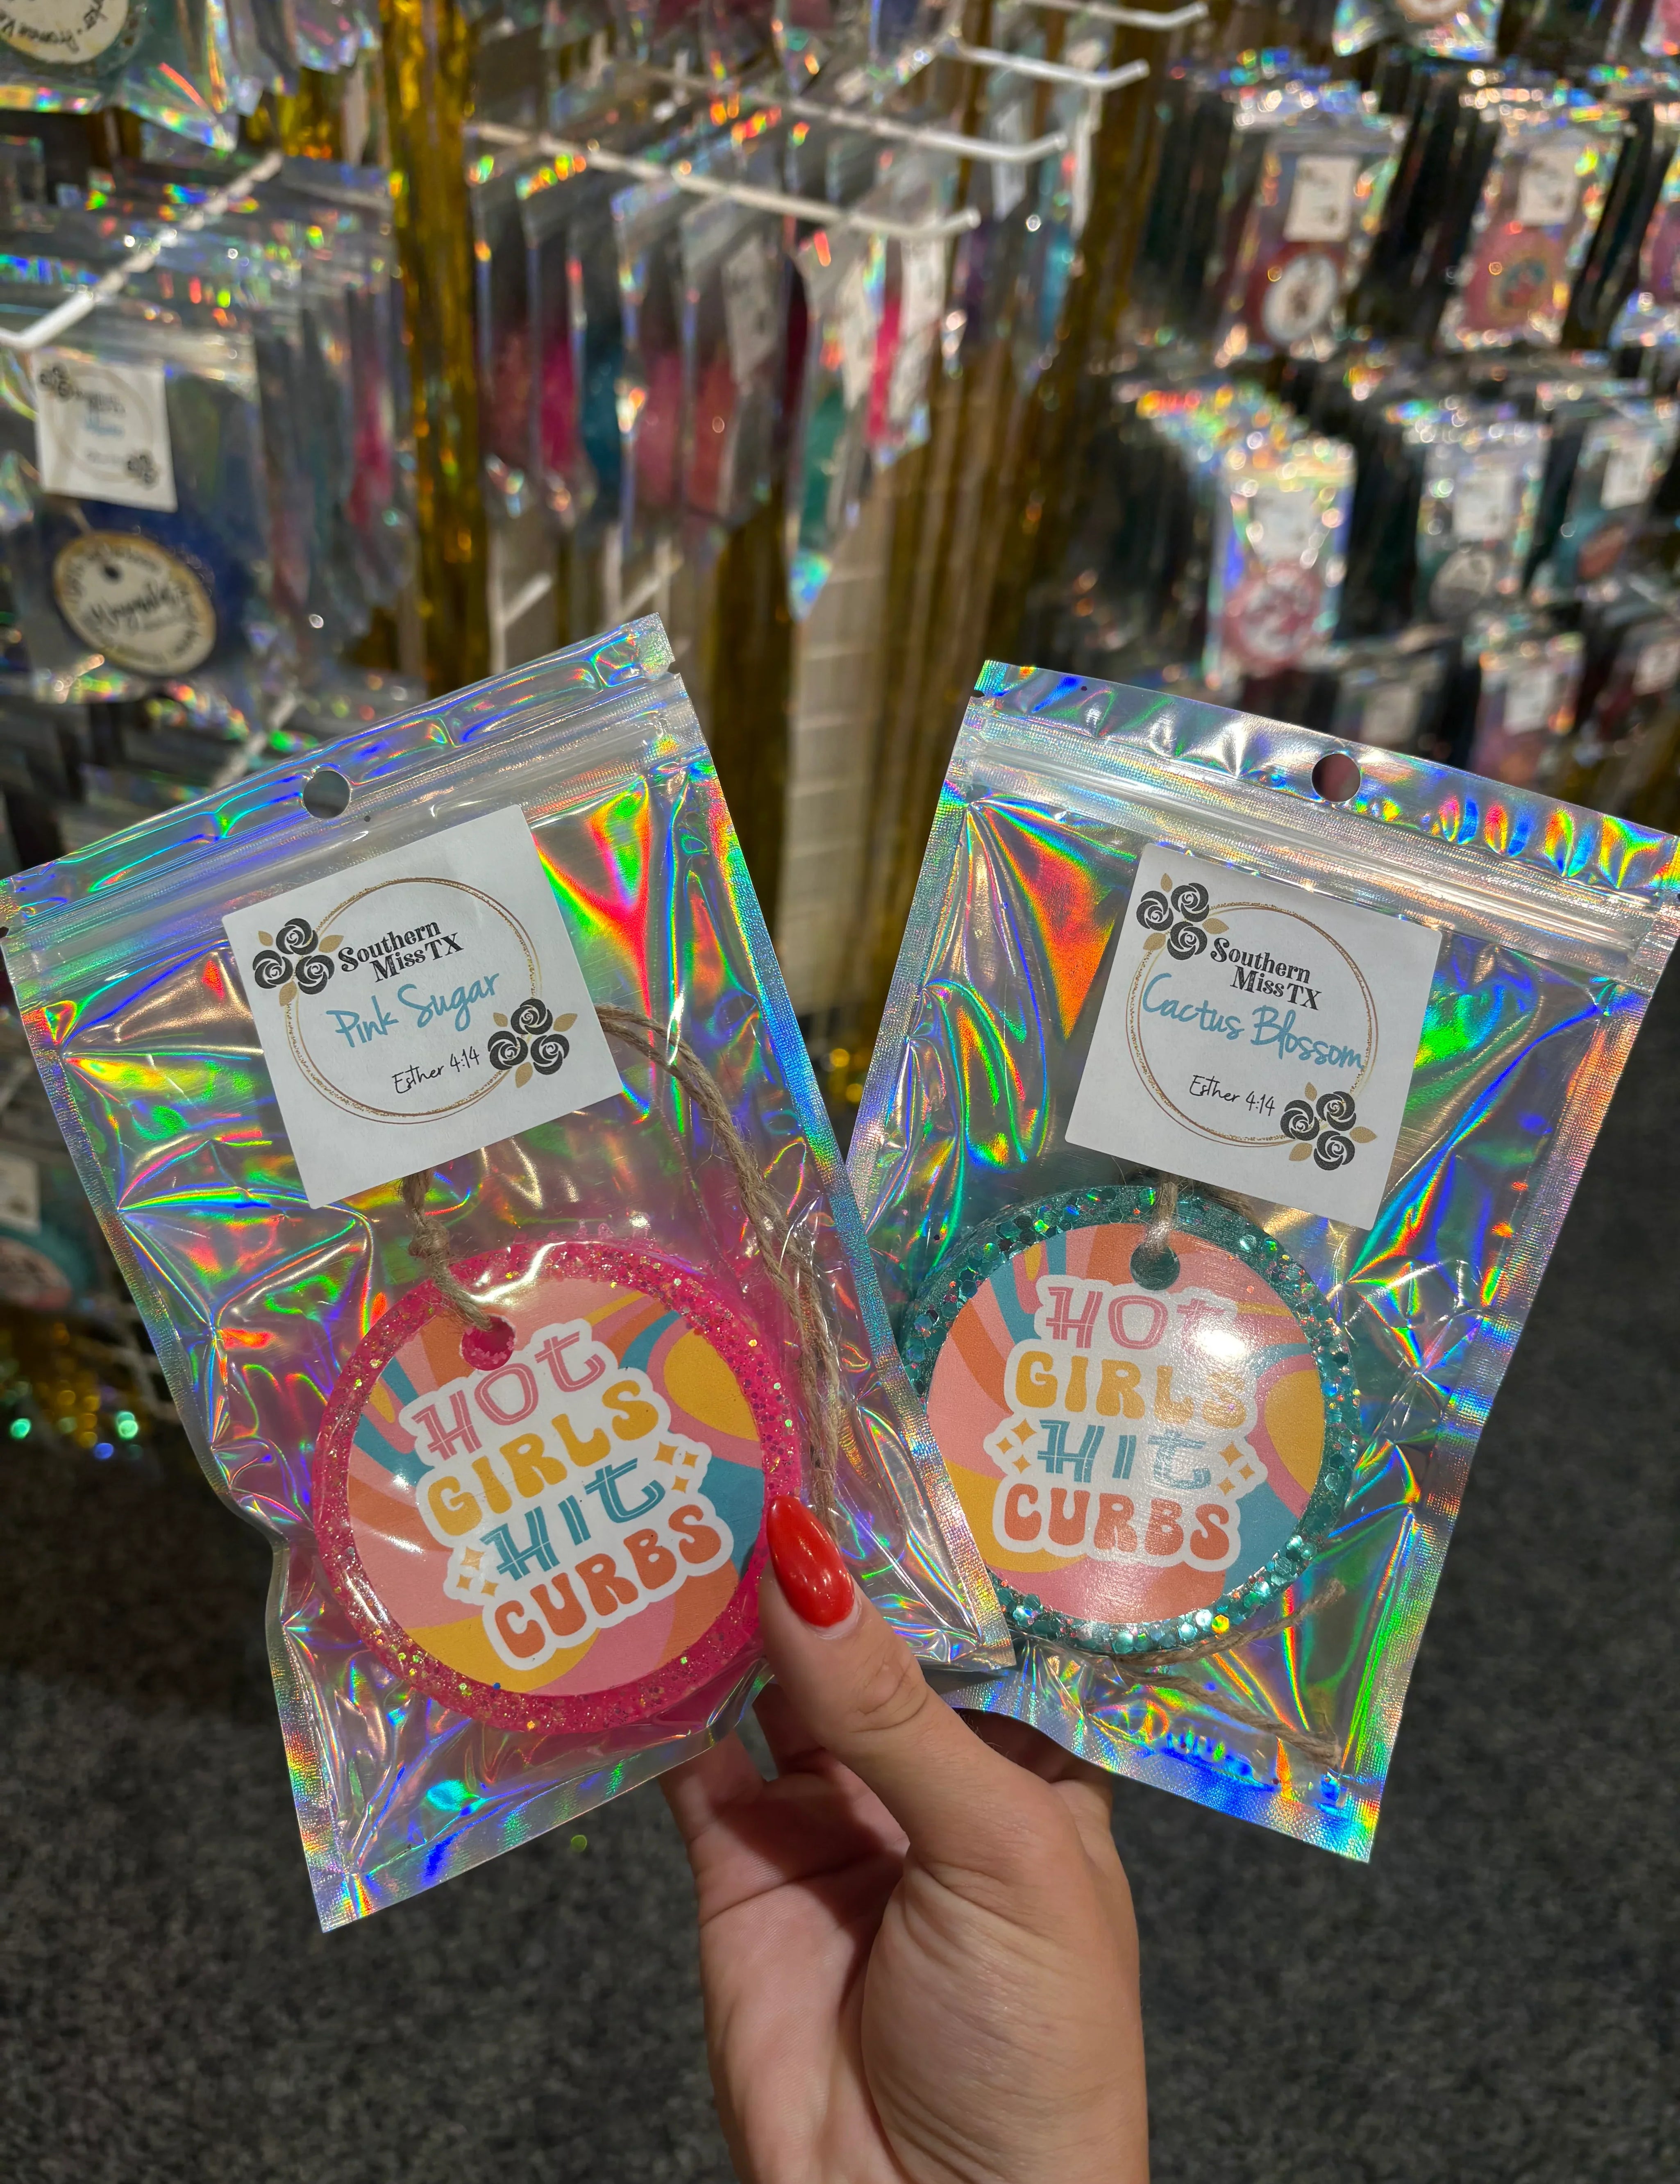 Southern
Miss TX
Pink Sugar
Esther 4:14
HOT
GIRLS
HIT
CURBS
Southern
Miss TX
Cactus Blossom
Esther 4:14
HOT
GIRLS
HIT
CURBS